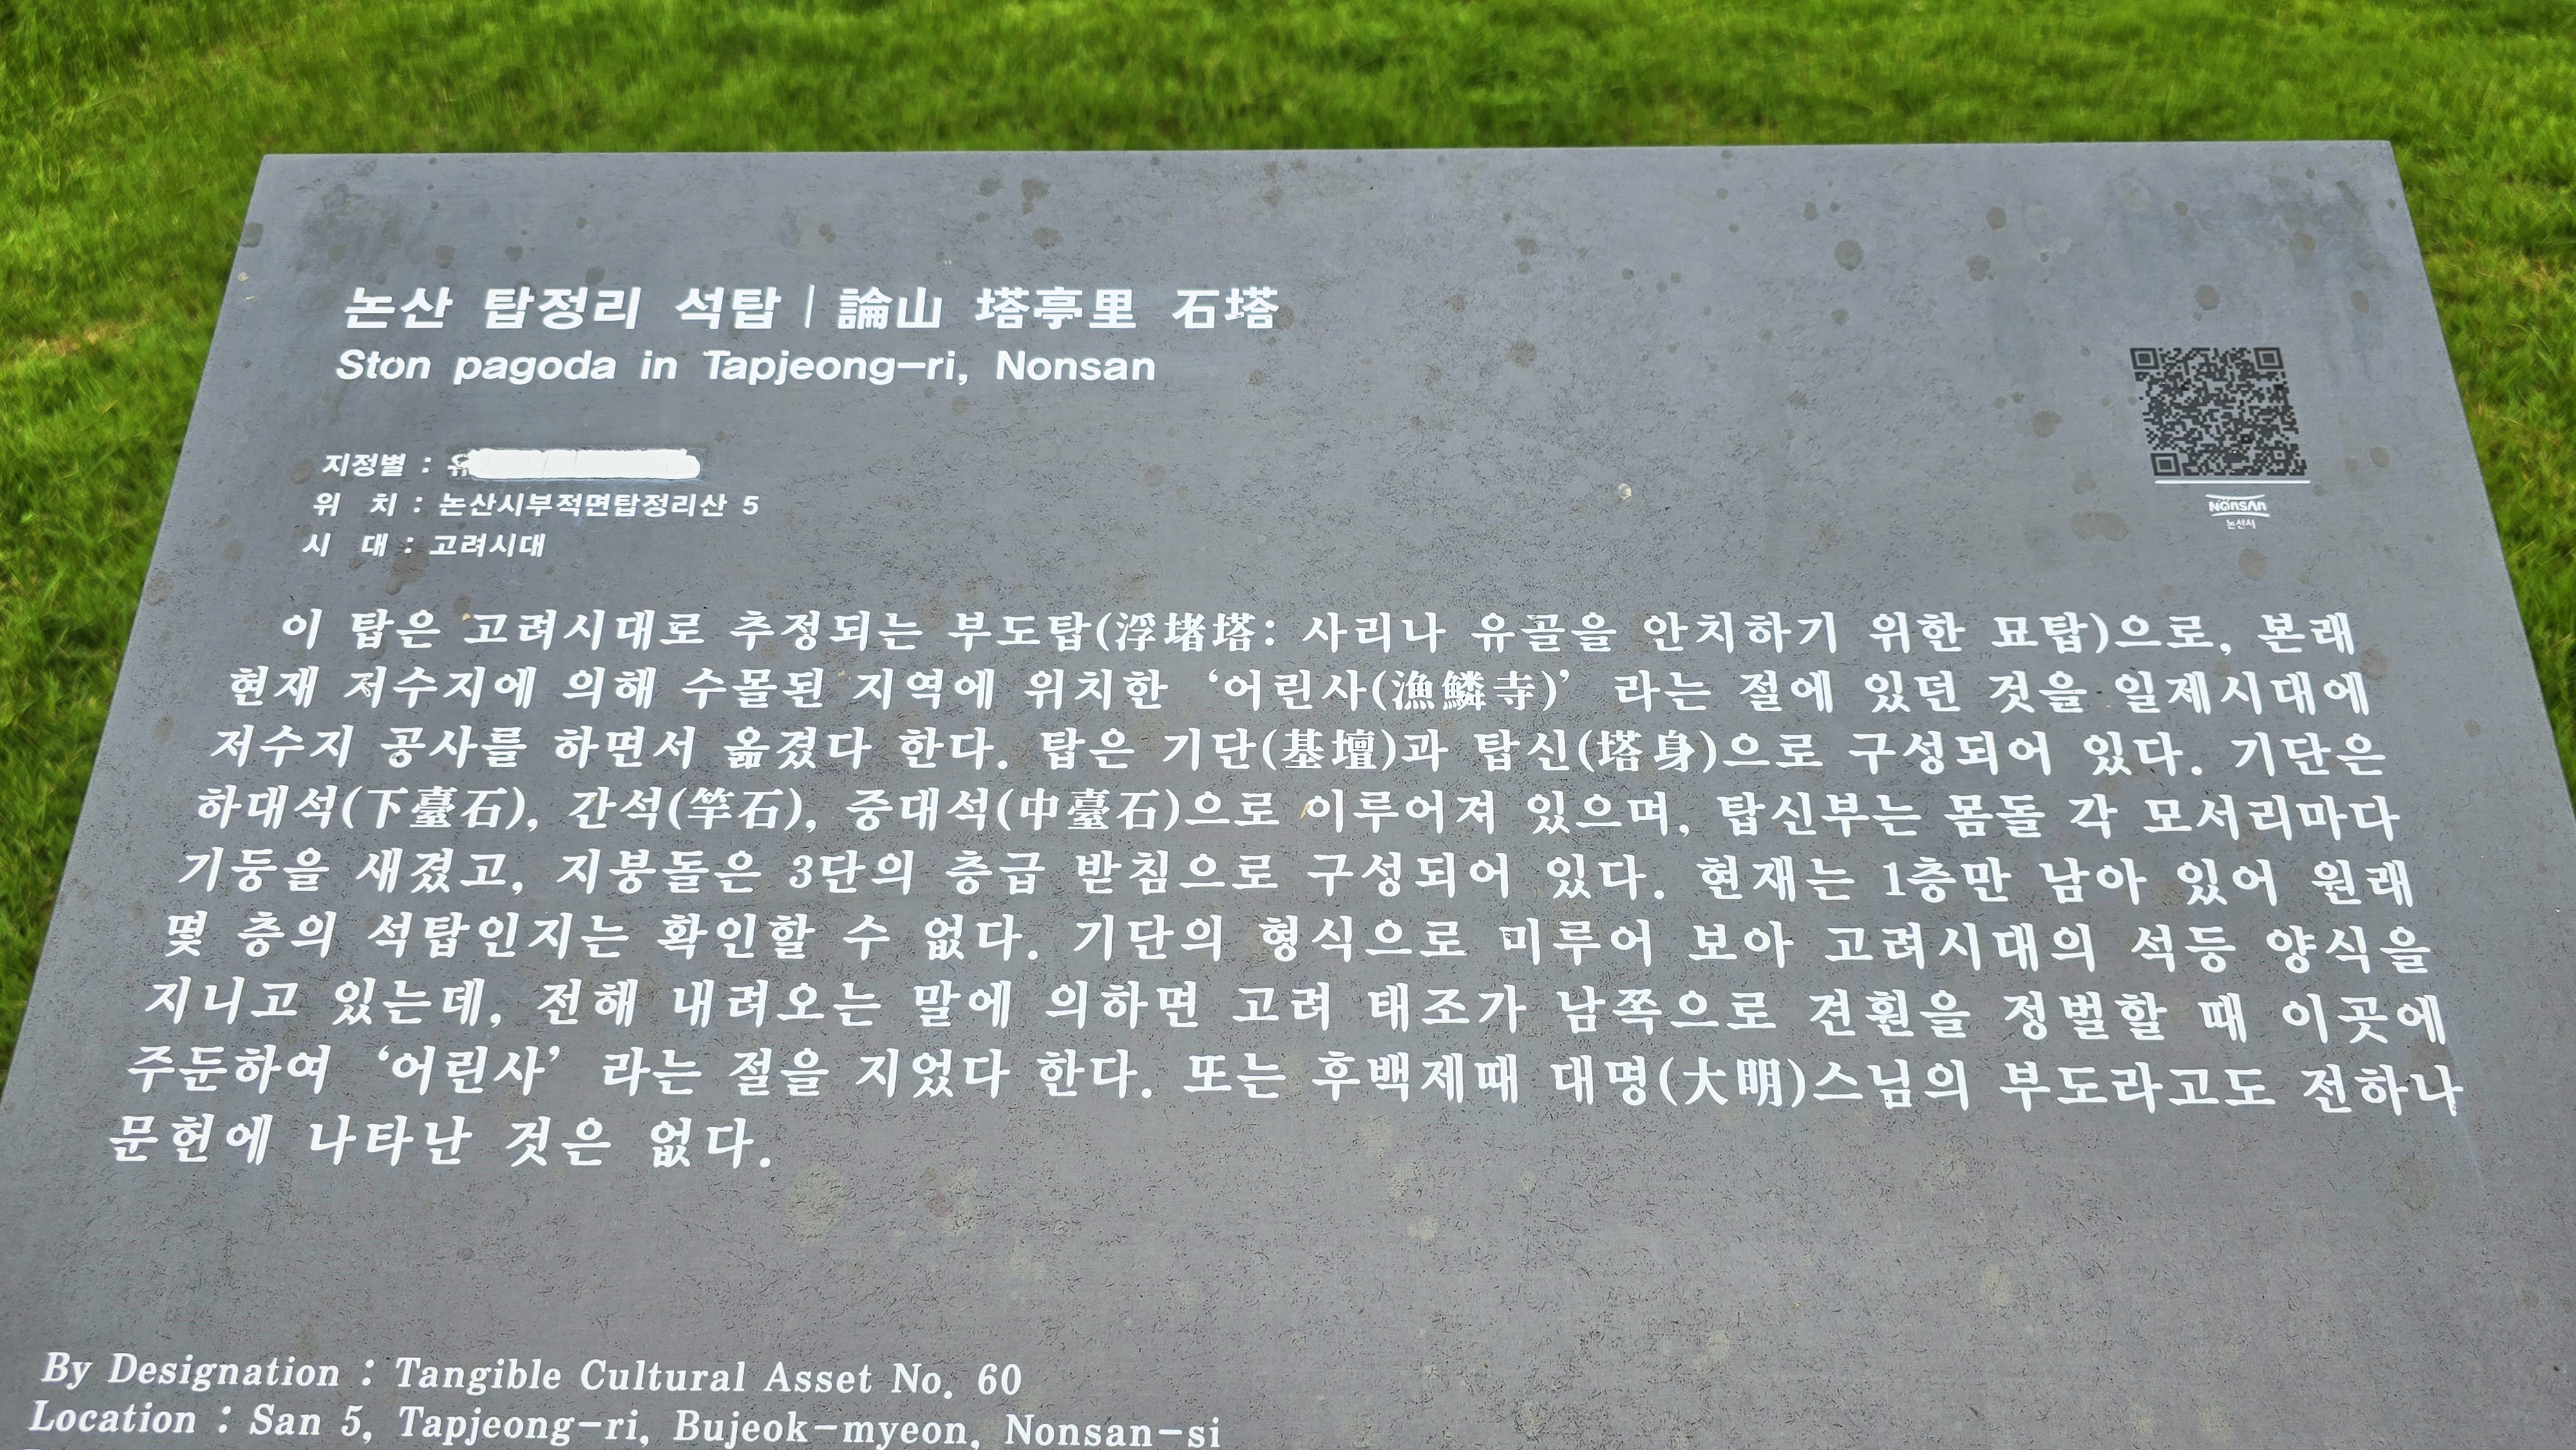 논산 탑정리 석탑 | 論山 塔亭里 石塔
Ston pagoda in Tapjeong-ri, Nonsan
지정별 : 유
위 치 : 논산시부적면탑정리산 5
시 대 : 고려시대
NONSAN
논산시
이 탑은 고려시대로 추정되는 부도탑(浮堵塔: 사리나 유골을 안치하기 위한 묘탑)으로, 본래
현재 저수지에 의해 수몰된 지역에 위치한 ‘어린사(漁鱗寺)’ 라는 절에 있던 것을 일제시대에
저수지 공사를 하면서 옮겼다 한다. 탑은 기단(基壇)과 탑신(塔身)으로 구성되어 있다. 기단은
하대석(下臺石), 간석(竿石), 중대석(中臺石)으로 이루어져 있으며, 탑신부는 몸돌 각 모서리마다
기둥을 새겼고, 지붕돌은 3단의 층급 받침으로 구성되어 있다. 현재는 1층만 남아 있어 원래
몇 층의 석탑인지는 확인할 수 없다. 기단의 형식으로 미루어 보아 고려시대의 석등 양식을
지니고 있는데, 전해 내려오는 말에 의하면 고려 태조가 남쪽으로 견훤을 정벌할 때 이곳에
주둔하여 ‘어린사’ 라는 절을 지었다 한다. 또는 후백제때 대명(大明)스님의 부도라고도 전하나
문헌에 나타난 것은 없다.
By Designation : Tangible Cultural Asset No. 60
Location : San 5, Tapjeong-ri, Bujeok-myeon, Nonsan-si